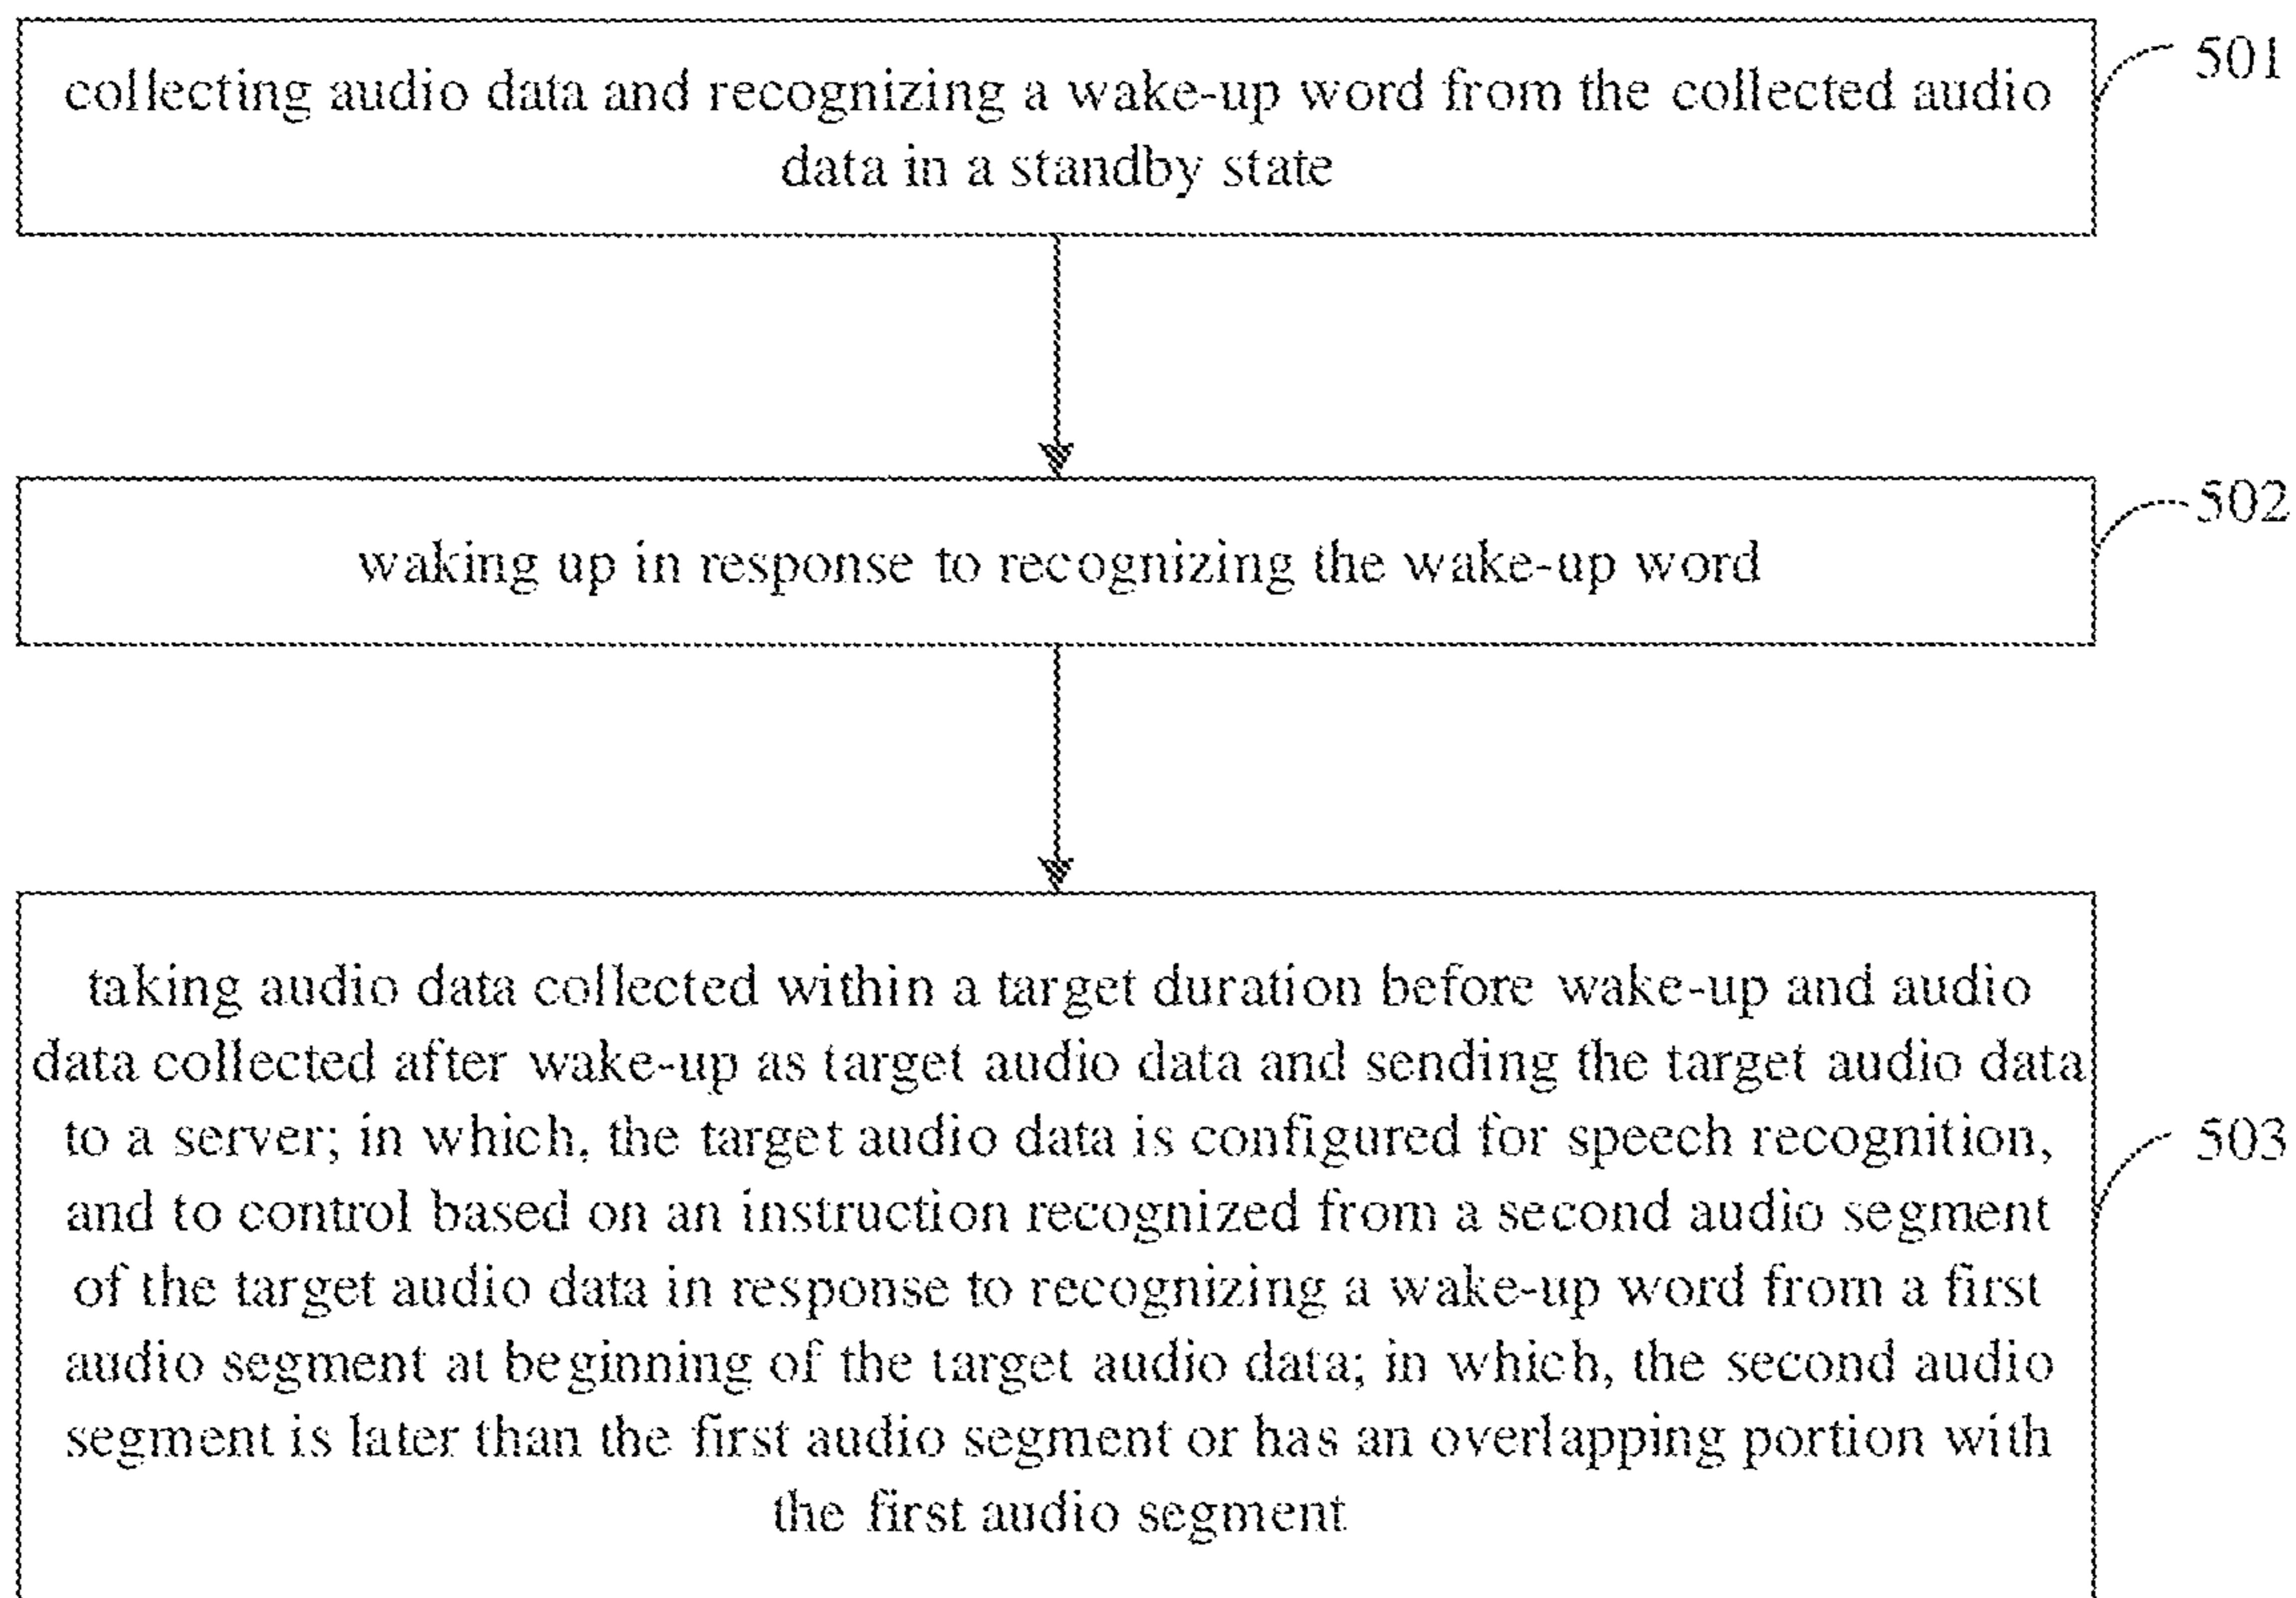 collecting audio data and recognizing a wake-up word from the collected audio
data in a standby state
501
waking up in response to recognizing the wake-up word
502
taking audio data collected within a target duration before wake-up and audio
data collected after wake-up as target audio data and sending the target audio data
to a server; in which, the target audio data is configured for speech recognition,
and to control based on an instruction recognized from a second audio segment
of the target audio data in response to recognizing a wake-up word from a first
audio segment at beginning of the target audio data; in which, the second audio
segment is later than the first audio segment or has an overlapping portion with
the first audio segment
503